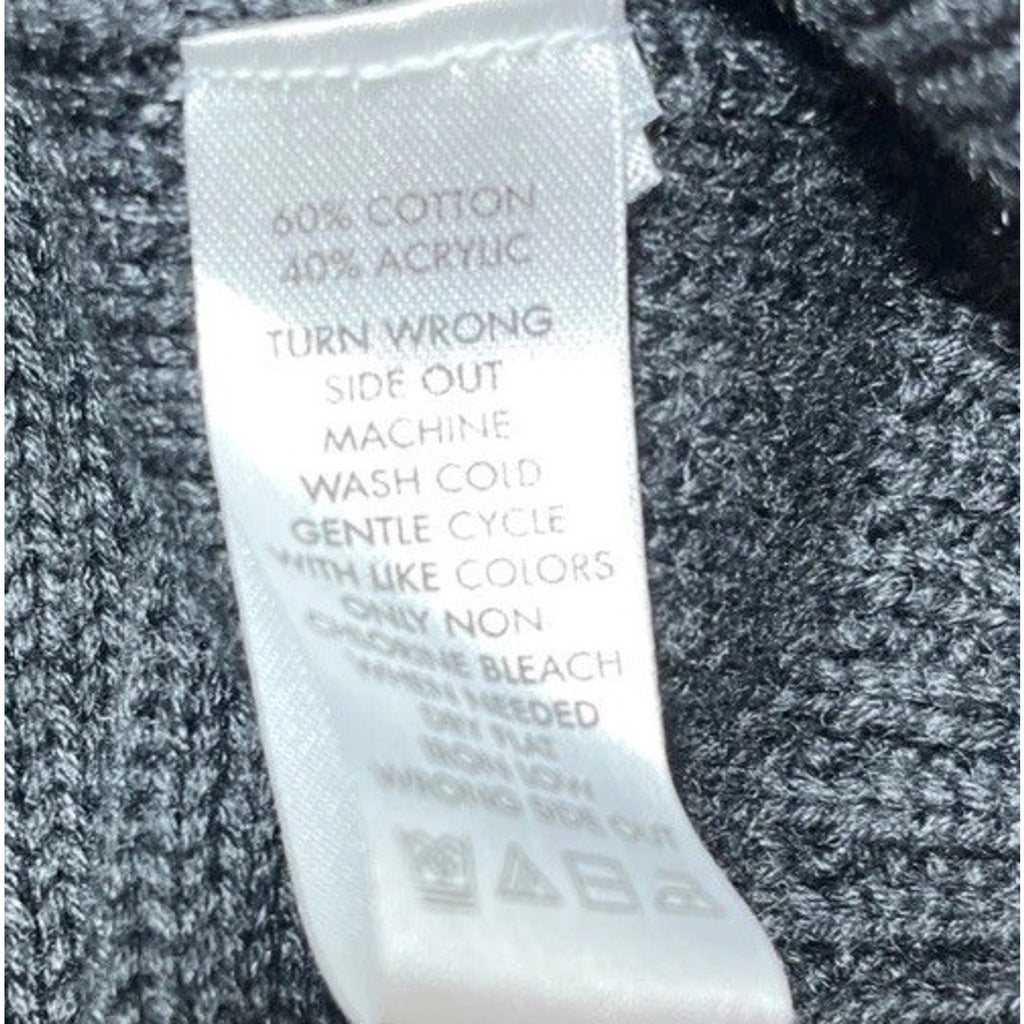 60% COTTON
40% ACRYLIC
TURN WRONG
SIDE OUT
MACHINE
WASH COLD
GENTLE CYCLE
WITH LIKE COLORS
ONLY NON
CHLORINE BLEACH
WHEN NEEDED
DRY FLAT
IRON LOW
WRONG SIDE OUT